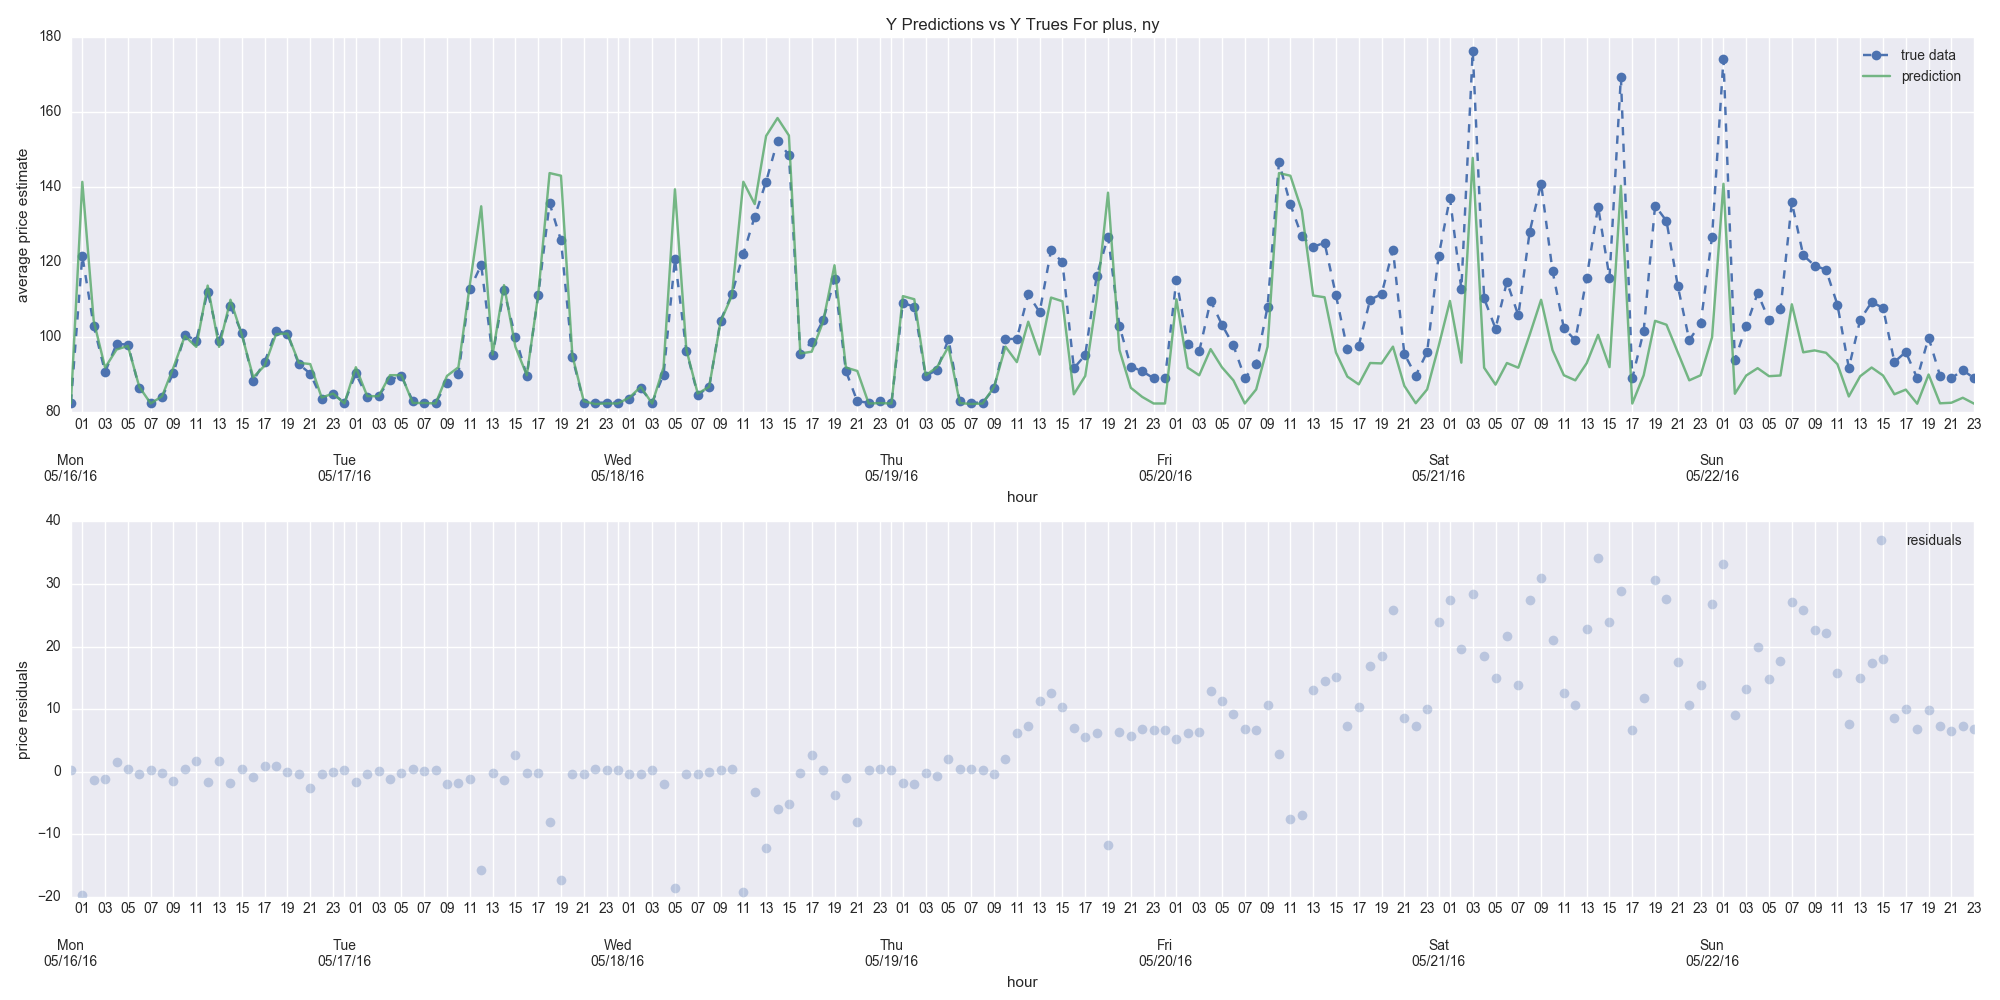 Y Predictions vs Y Trues For plus, ny
180
160
140
120
100
80
average price estimate
true data
prediction
01 03 05 07 09 11 13 15 17 19 21 23 01 03 05 07 09 11 13 15 17 19 21 23 01 03 05 07 09 11 13 15 17 19 21 23 01 03 05 07 09 11 13 15 17 19 21 23 01 03 05 07 09 11 13 15 17 19 21 23 01 03 05 07 09 11 13 15 17 19 21 23 01 03 05 07 09 11 13 15 17 19 21 23
Mon Tue Wed Thu Fri Sat Sun
05/16/16 05/17/16 05/18/16 05/19/16 05/20/16 05/21/16 05/22/16
hour
40
30
20
10
0
−10
−20
price residuals
residuals
01 03 05 07 09 11 13 15 17 19 21 23 01 03 05 07 09 11 13 15 17 19 21 23 01 03 05 07 09 11 13 15 17 19 21 23 01 03 05 07 09 11 13 15 17 19 21 23 01 03 05 07 09 11 13 15 17 19 21 23 01 03 05 07 09 11 13 15 17 19 21 23 01 03 05 07 09 11 13 15 17 19 21 23
Mon Tue Wed Thu Fri Sat Sun
05/16/16 05/17/16 05/18/16 05/19/16 05/20/16 05/21/16 05/22/16
hour